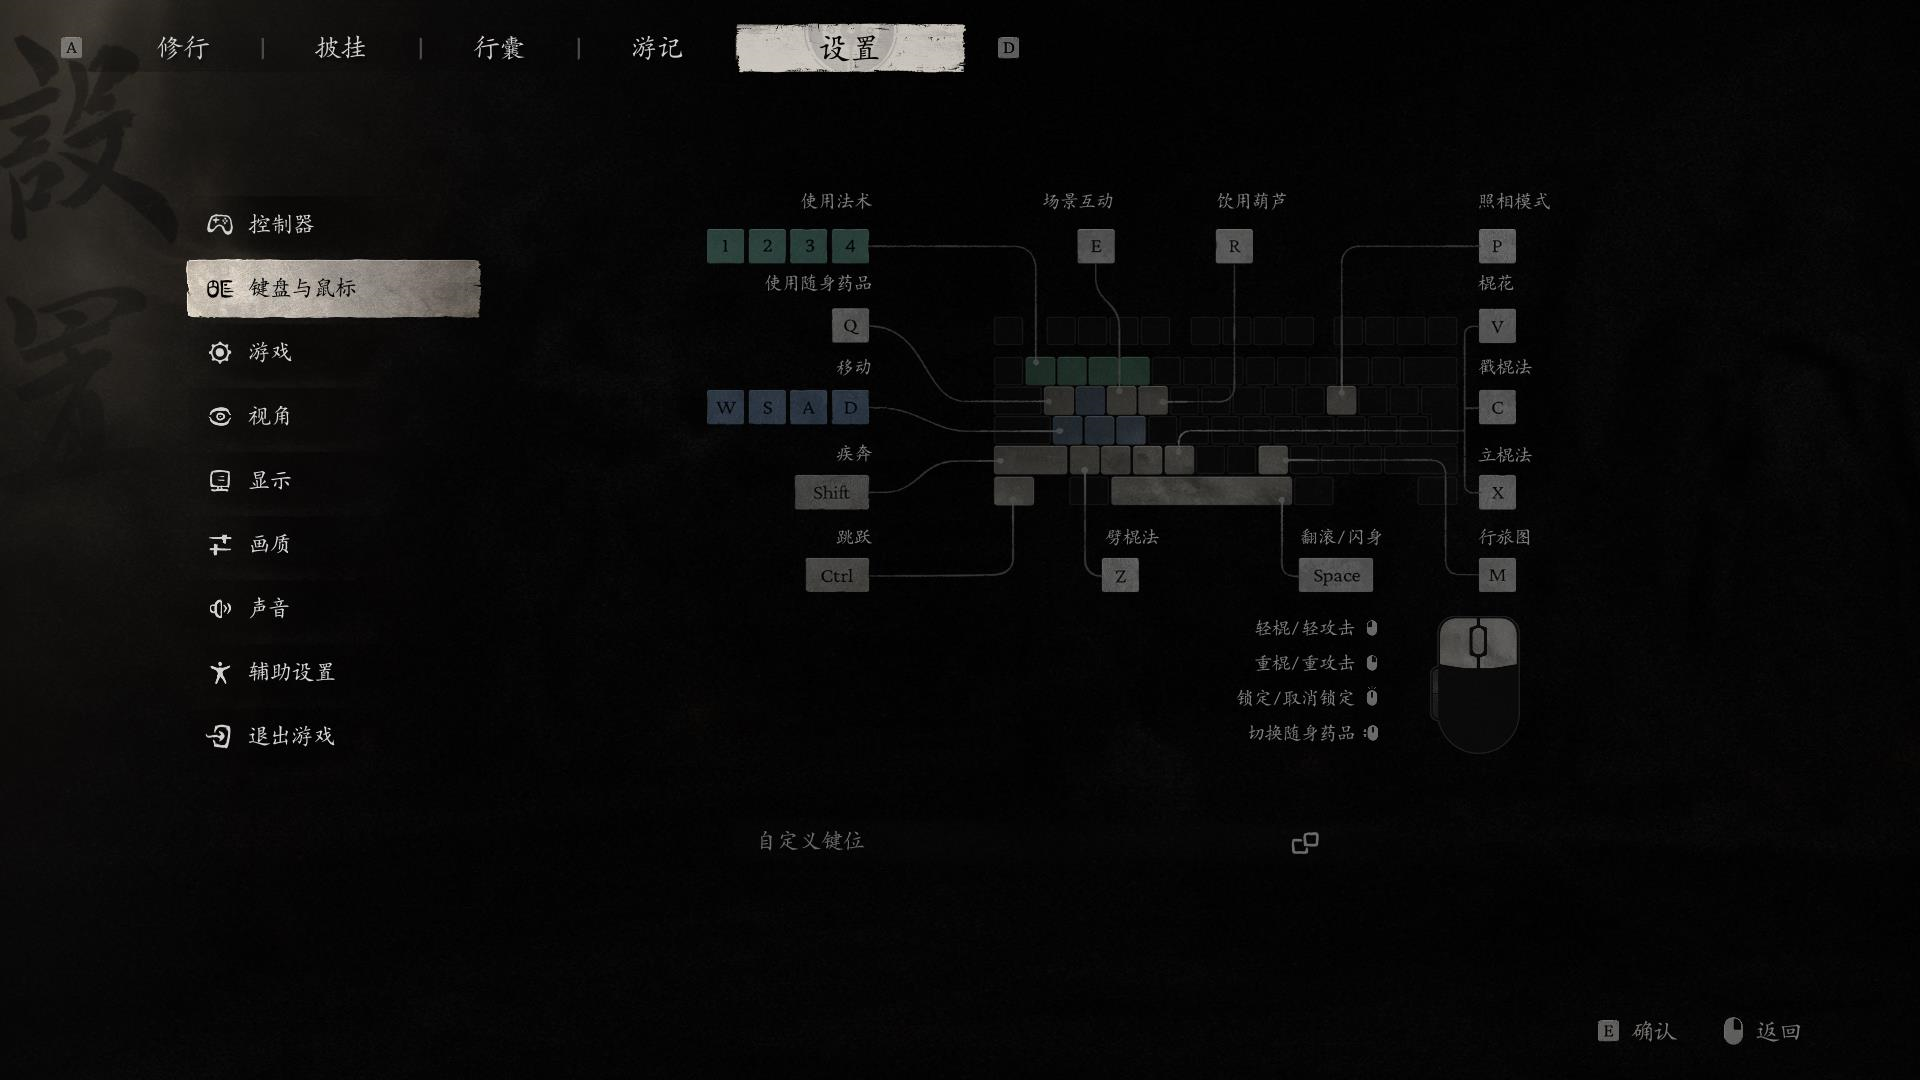 A 修行 | 披挂 | 行囊 | 游记 设置 D
設置
控制器
键盘与鼠标
游戏
视角
显示
画质
声音
辅助设置
退出游戏
使用法术
1 2 3 4
使用随身药品
Q
移动
W S A D
疾奔
Shift
跳跃
Ctrl
场景互动
E
饮用葫芦
R
照相模式
P
棍花
V
戳棍法
C
立棍法
X
劈棍法
Z
翻滚/闪身
Space
行旅图
M
轻棍/轻攻击
重棍/重攻击
锁定/取消锁定
切换随身药品
自定义键位
E 确认 返回